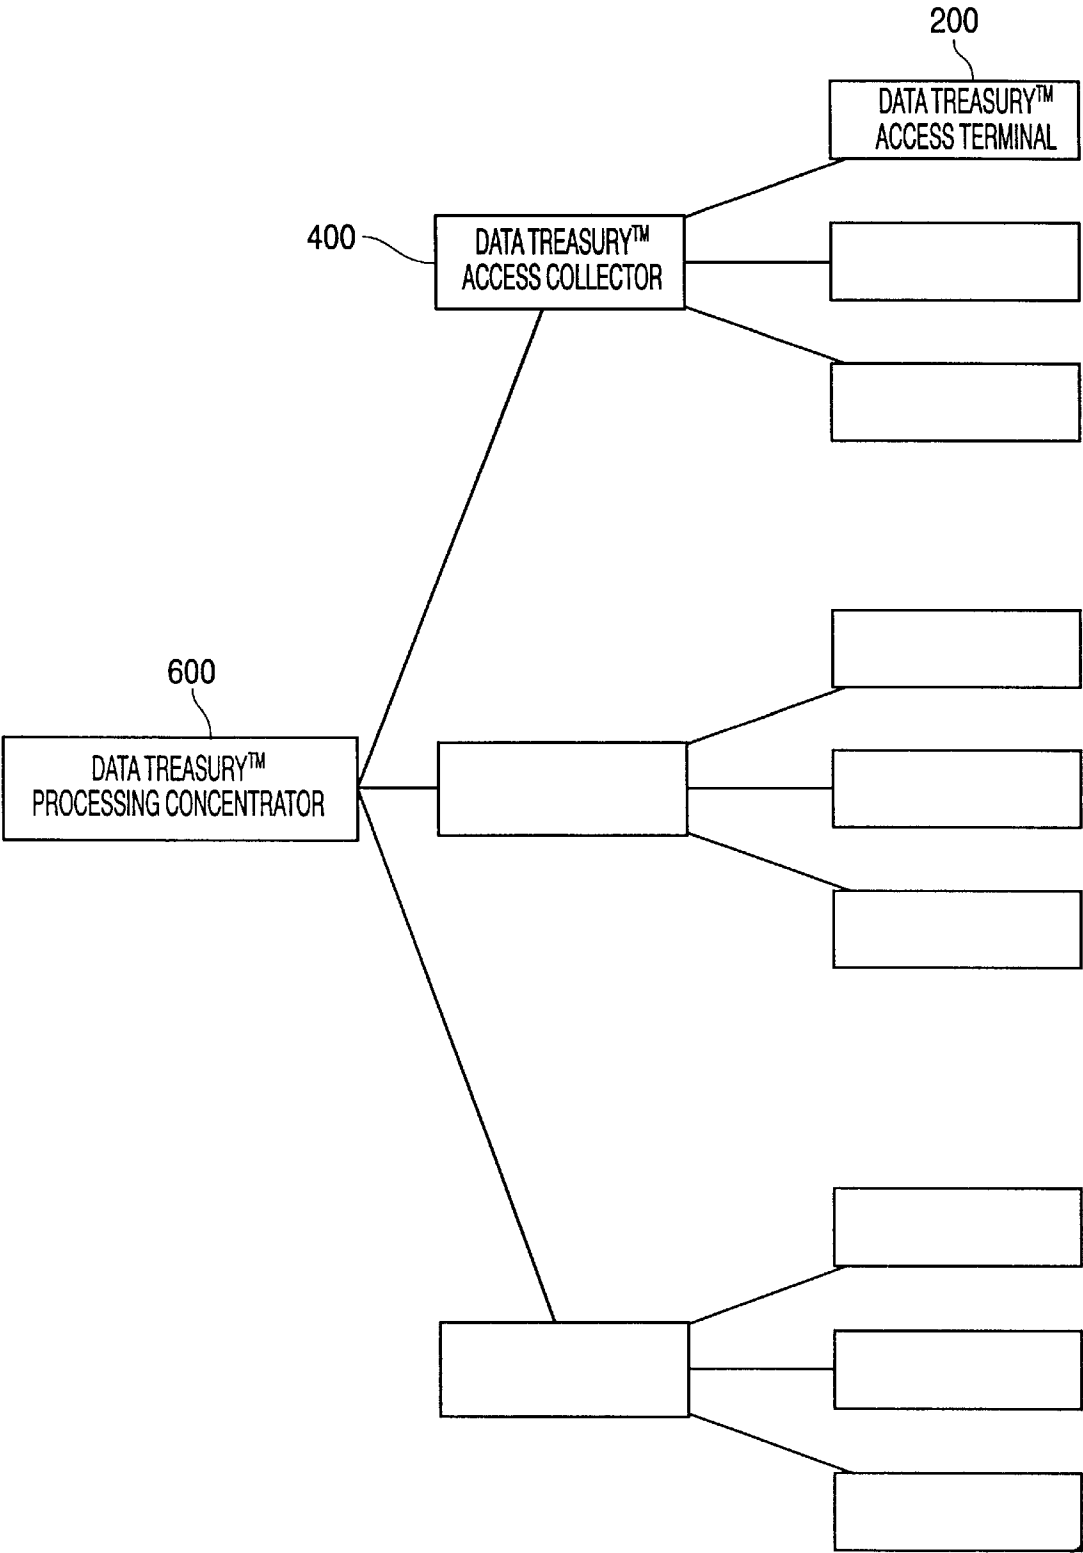 200
DATA TREASURY™
ACCESS TERMINAL
400
DATA TREASURY™
ACCESS COLLECTOR
600
DATA TREASURY™
PROCESSING CONCENTRATOR